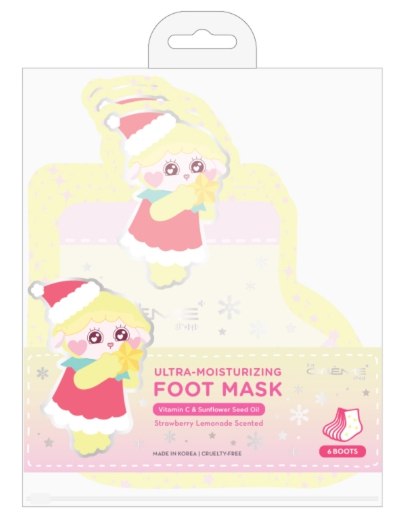 ULTRA-MOISTURIZING
FOOT MASK
Vitamin C & Sunflower Seed Oil
Strawberry Lemonade Scented
MADE IN KOREA | CRUELTY-FREE
6 BOOTS